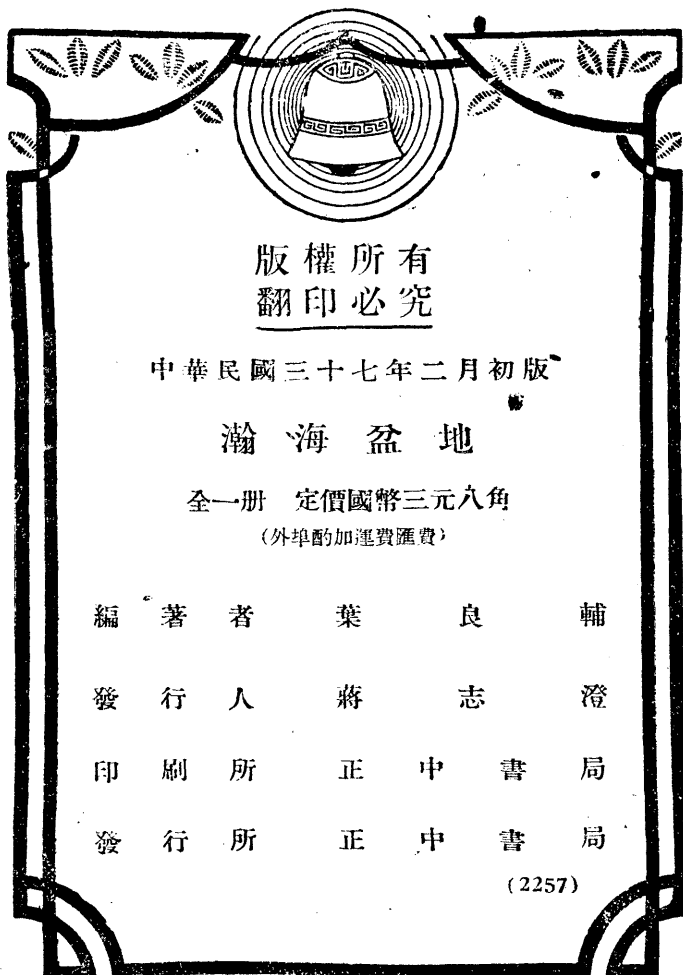 版權所有
翻印必究
中華民國三十七年二月初版
瀚海盆地
全一册 定價國幣三元八角
(外埠酌加運費匯費)
編著者 葉良輔
發行人 蔣志澄
印刷所 正中書局
發行所 正中書局
(2257)